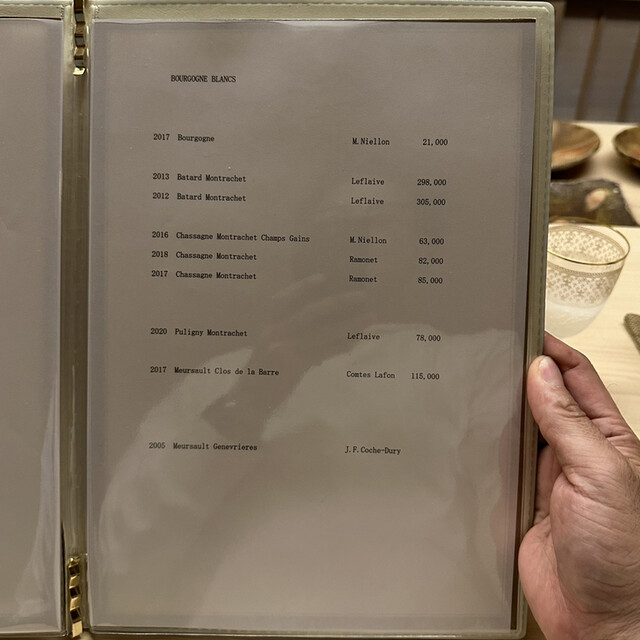 BOURGOGNE BLANCS
2017 Bourgogne M.Niellon 21,000
2013 Batard Montrachet Leflaive 298,000
2012 Batard Montrachet Leflaive 305,000
2016 Chassagne Montrachet Champs Gains M.Niellon 63,000
2018 Chassagne Montrachet Ramonet 82,000
2017 Chassagne Montrachet Ramonet 85,000
2020 Puligny Montrachet Leflaive 78,000
2017 Meursault Clos de la Barre Comtes Lafon 115,000
2005 Meursault Genevrieres J.F.Coche-Dury